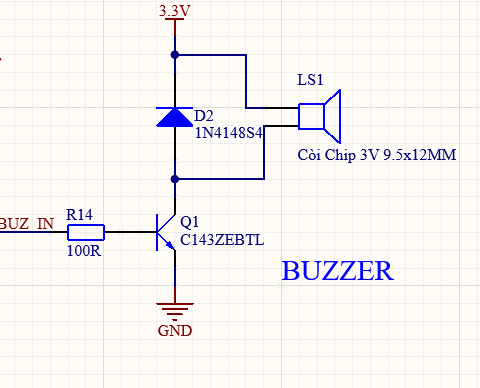 3.3V
LS1
D2
1N4148S4
Còi Chip 3V 9.5x12MM
BUZ_IN
R14
100R
Q1
C143ZEBTL
BUZZER
GND